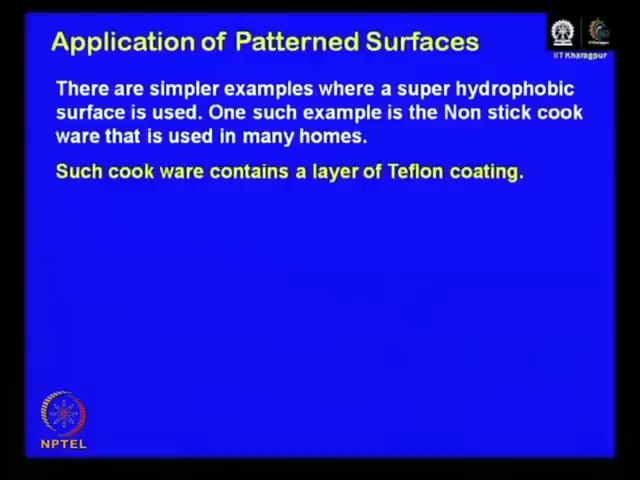 Application of Patterned Surfaces
IIT Kharagpur
There are simpler examples where a super hydrophobic
surface is used. One such example is the Non stick cook
ware that is used in many homes.
Such cook ware contains a layer of Teflon coating.
NPTEL